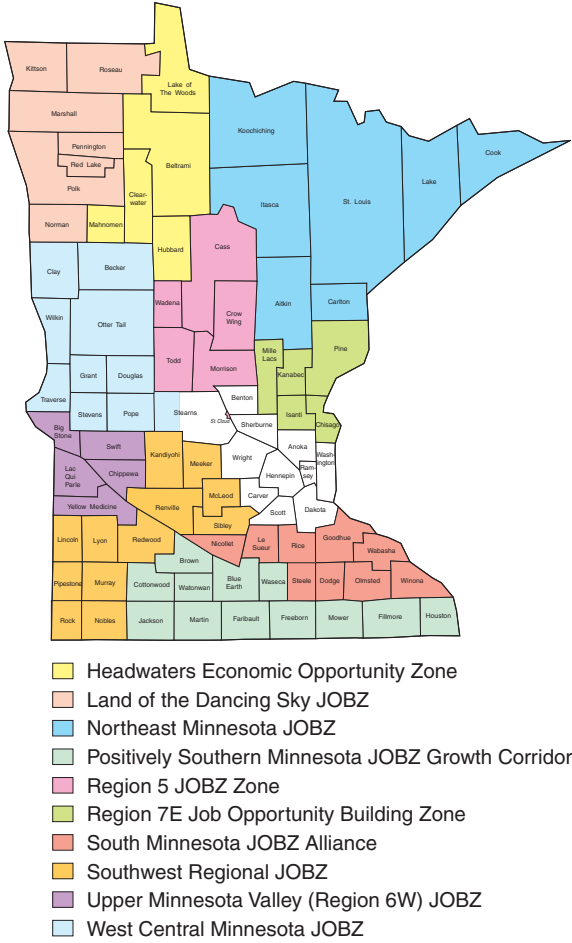 Kittson
Roseau
Lake of
The Woods
Marshall
Koochiching
Pennington
Red Lake
Cook
Beltrami
Polk
Clear-
water
Lake
St. Louis
Itasca
Norman
Mahnomen
Hubbard
Cass
Clay
Becker
Wadena
Aitkin
Carlton
Crow
Wing
Wilkin
Otter Tail
Mille
Lacs
Pine
Todd
Morrison
Kanabec
Grant
Douglas
Traverse
Benton
Stevens
Pope
Stearns
St. Cloud
Isanti
Sherburne
Chisago
Big
Stone
Swift
Kandiyohi
Anoka
Wash-
ington
Wright
Meeker
Lac
Qui
Parle
Chippewa
Hennepin
Ram-
sey
McLeod
Carver
Yellow Medicine
Renville
Scott
Dakota
Sibley
Lincoln
Lyon
Redwood
Nicollet
Le
Sueur
Rice
Goodhue
Wabasha
Brown
Pipestone
Murray
Cottonwood
Watonwan
Blue
Earth
Waseca
Steele
Dodge
Olmsted
Winona
Rock
Nobles
Jackson
Martin
Faribault
Freeborn
Mower
Fillmore
Houston
Headwaters Economic Opportunity Zone
Land of the Dancing Sky JOBZ
Northeast Minnesota JOBZ
Positively Southern Minnesota JOBZ Growth Corridor
Region 5 JOBZ Zone
Region 7E Job Opportunity Building Zone
South Minnesota JOBZ Alliance
Southwest Regional JOBZ
Upper Minnesota Valley (Region 6W) JOBZ
West Central Minnesota JOBZ